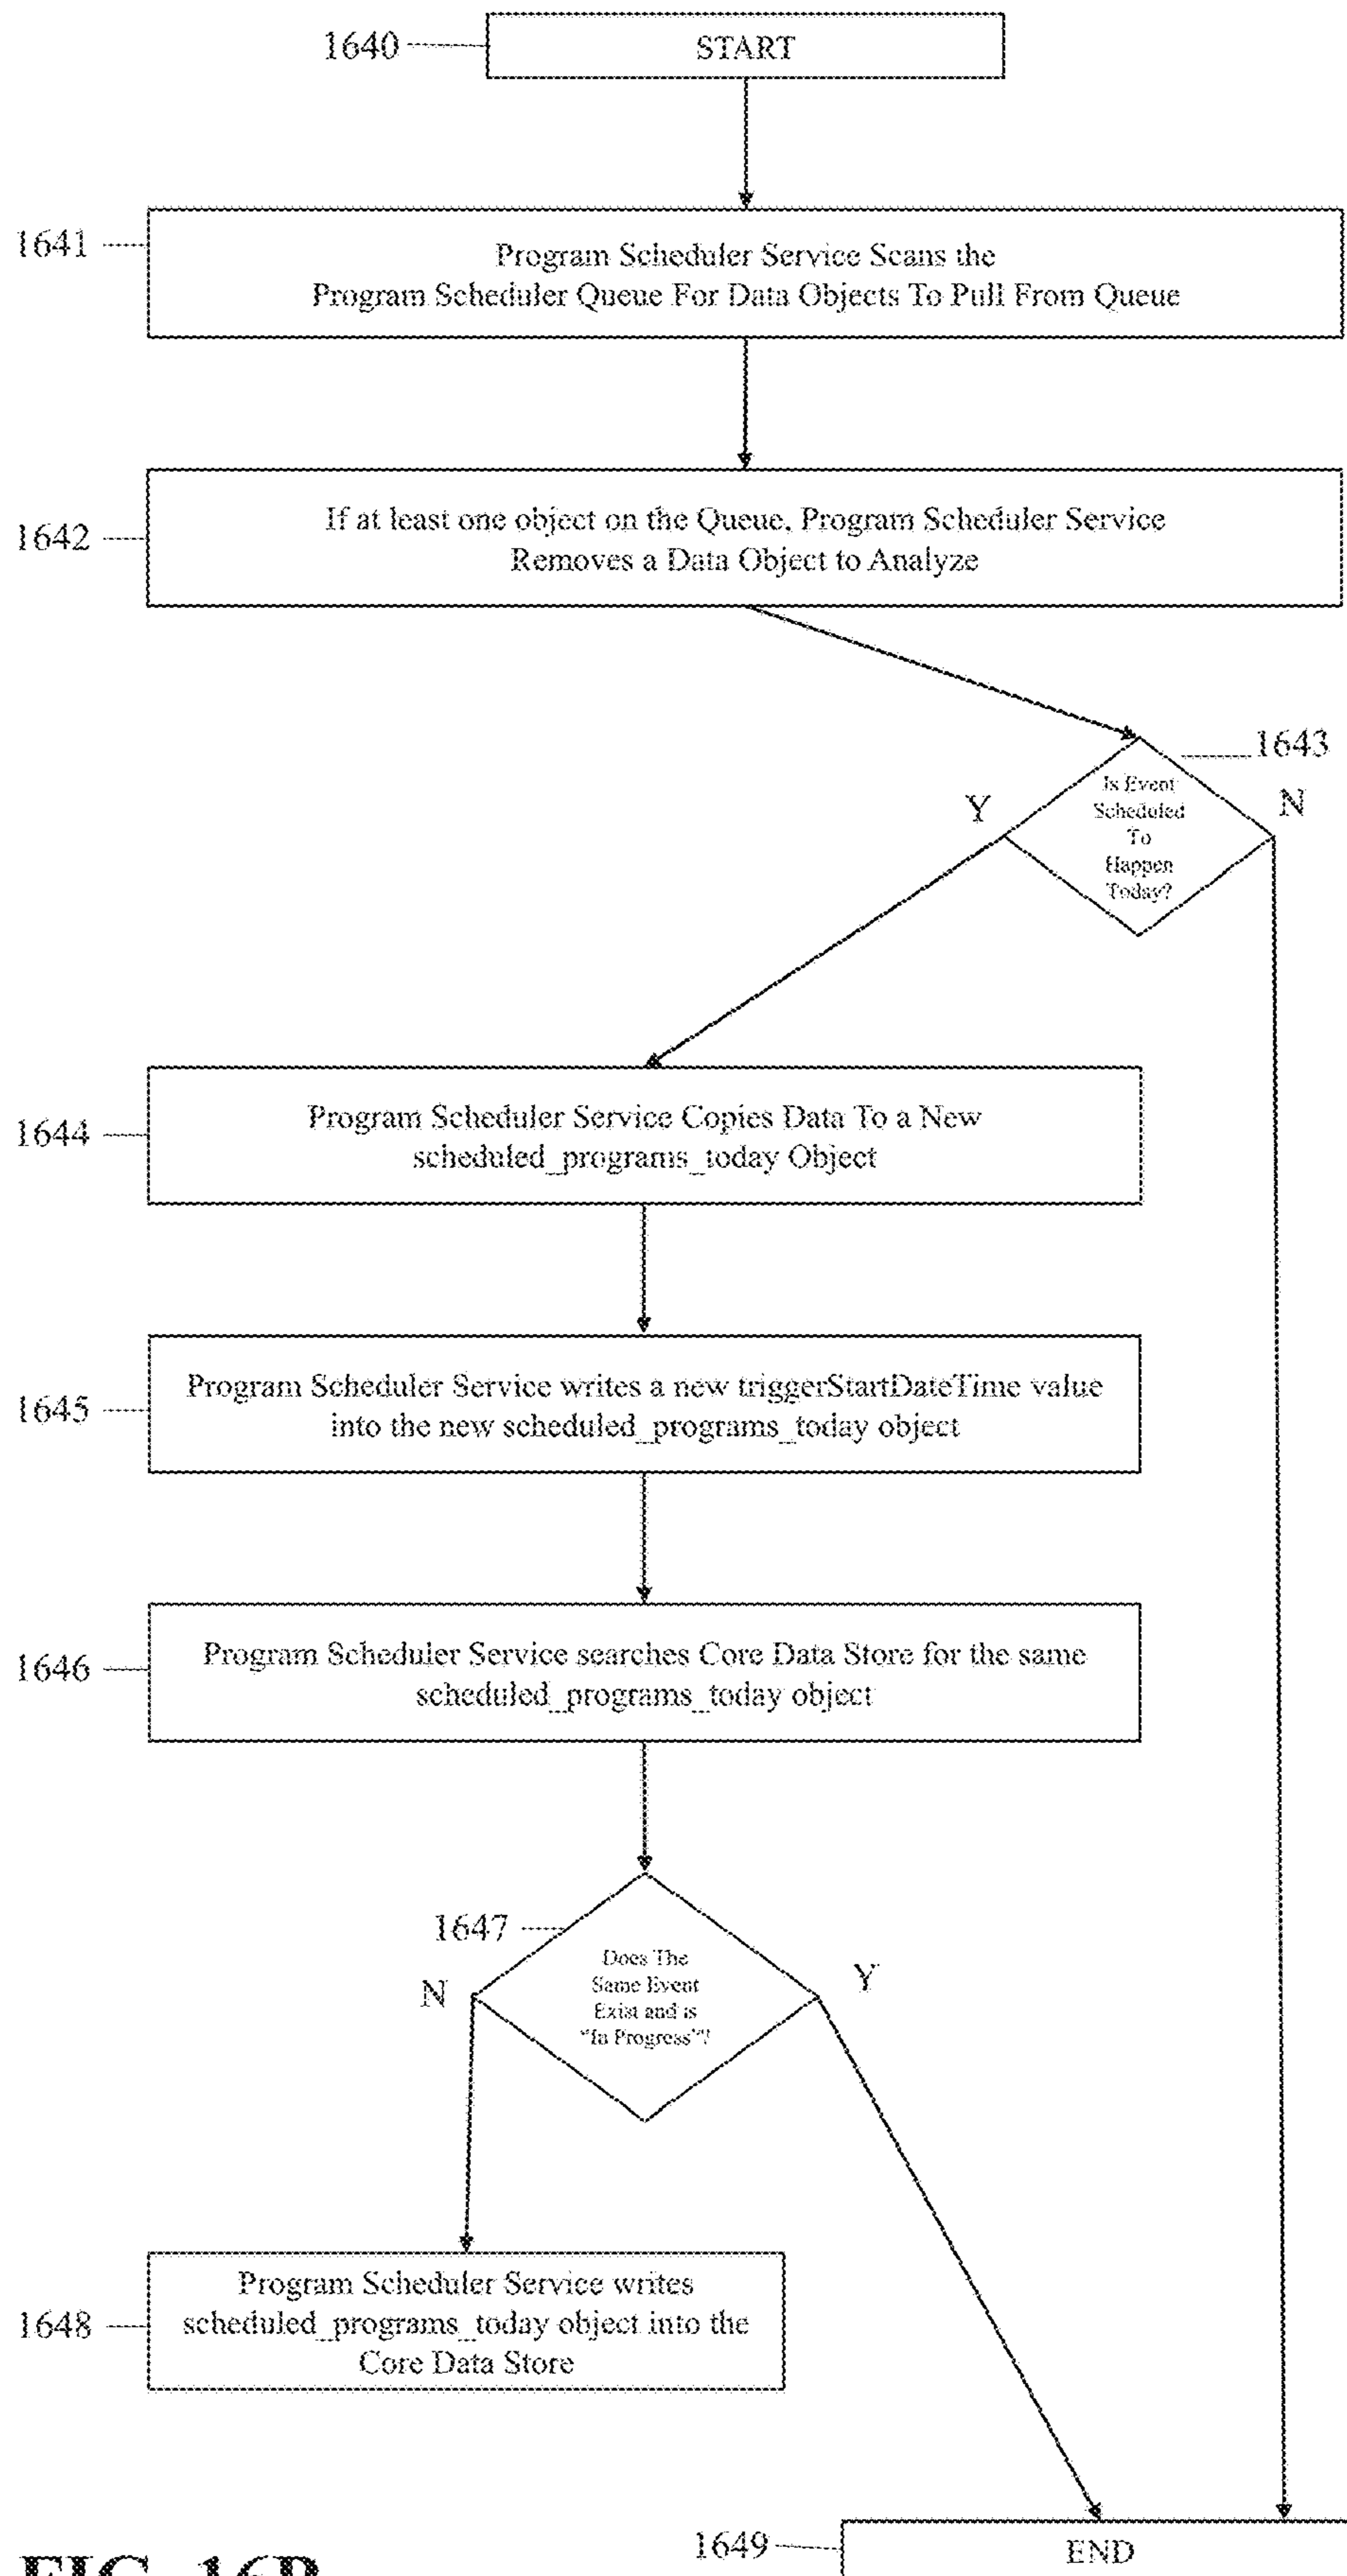 1640
START
1641
Program Scheduler Service Scans the
Program Scheduler Queue For Data Objects To Pull From Queue
1642
If at least one object on the Queue, Program Scheduler Service
Removes a Data Object to Analyze
1643
Is Event
Scheduled
To
Happen
Today?
Y
N
1644
Program Scheduler Service Copies Data To a New
scheduled_programs_today Object
1645
Program Scheduler Service writes a new triggerStartDateTime value
into the new scheduled_programs_today object
1646
Program Scheduler Service searches Core Data Store for the same
scheduled_programs_today object
1647
Does The
Same Event
Exist and is
"In Progress"?
N
Y
1648
Program Scheduler Service writes
scheduled_programs_today object into the
Core Data Store
1649
END
FIG. 16B